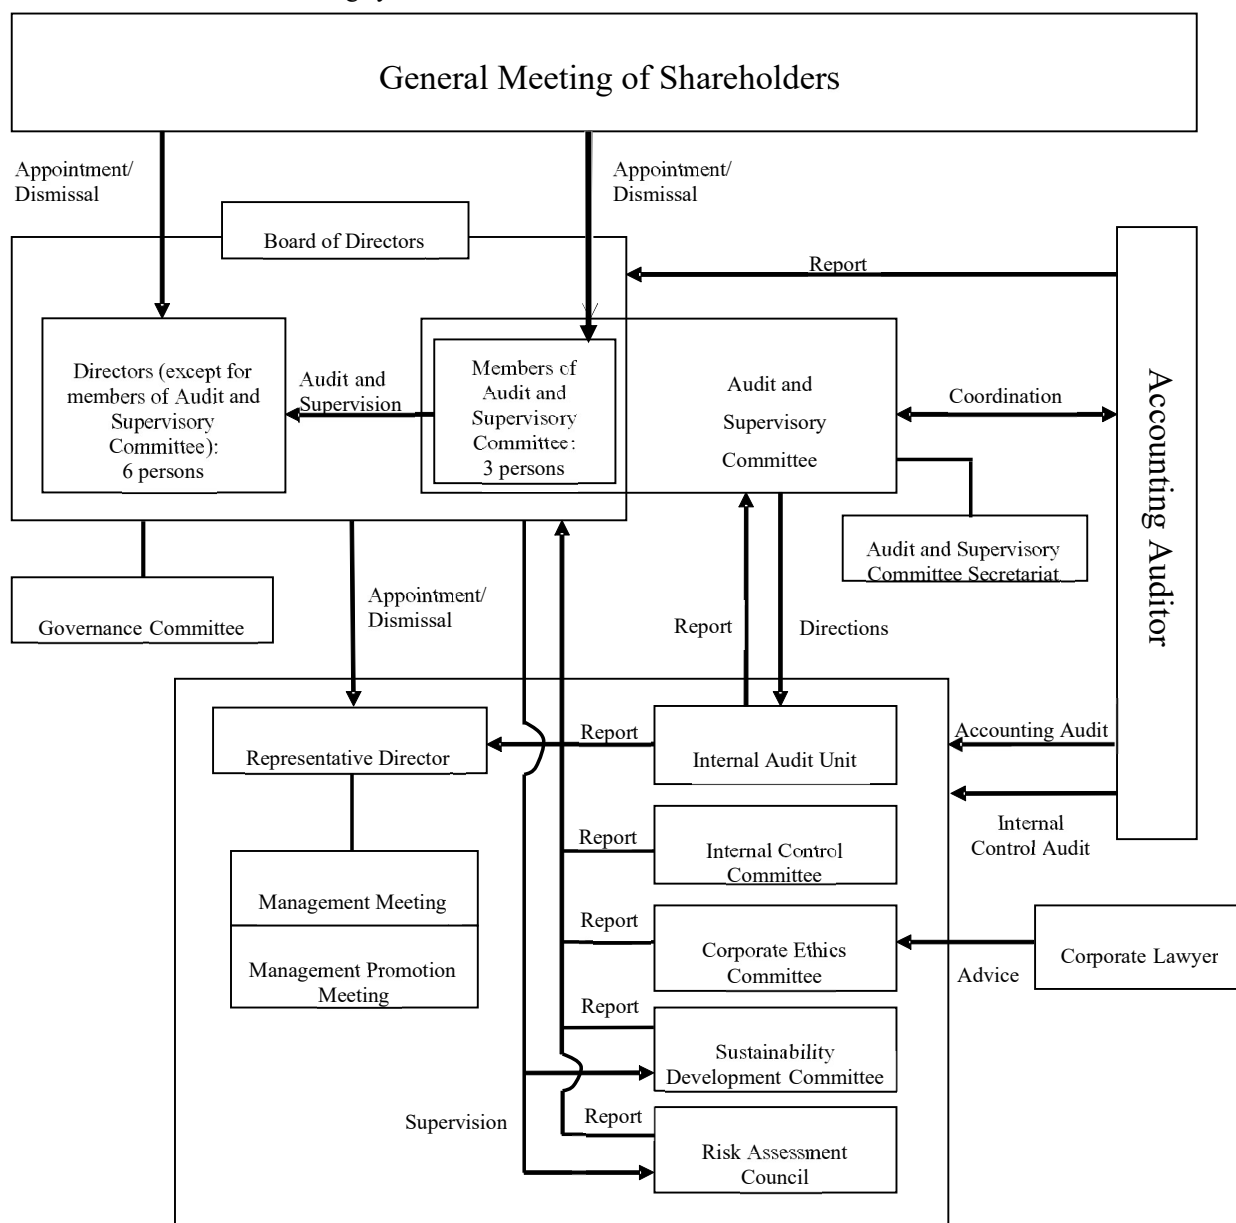 General Meeting of Shareholders
Appointment/
Dismissal
Appointment/
Dismissal
Board of Directors
Report
Directors (except for
members of Audit and
Supervisory
Committee):
6 persons
Audit and
Supervision
Members of
Audit and
Supervisory
Committee:
3 persons
Audit and
Supervisory
Committee
Coordination
Accounting Auditor
Audit and Supervisory
Committee Secretariat
Governance Committee
Appointment/
Dismissal
Report
Directions
Representative Director
Report
Internal Audit Unit
Accounting Audit
Internal
Control Audit
Report
Internal Control
Committee
Management Meeting
Management Promotion
Meeting
Report
Corporate Ethics
Committee
Advice
Corporate Lawyer
Report
Sustainability
Development Committee
Supervision
Report
Risk Assessment
Council